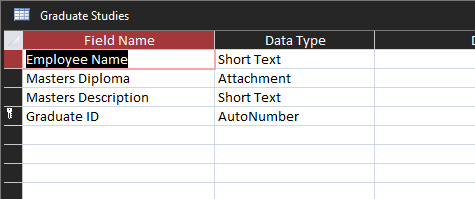 Graduate Studies
Field Name Data Type
Employee Name Short Text
Masters Diploma Attachment
Masters Description Short Text
Graduate ID AutoNumber